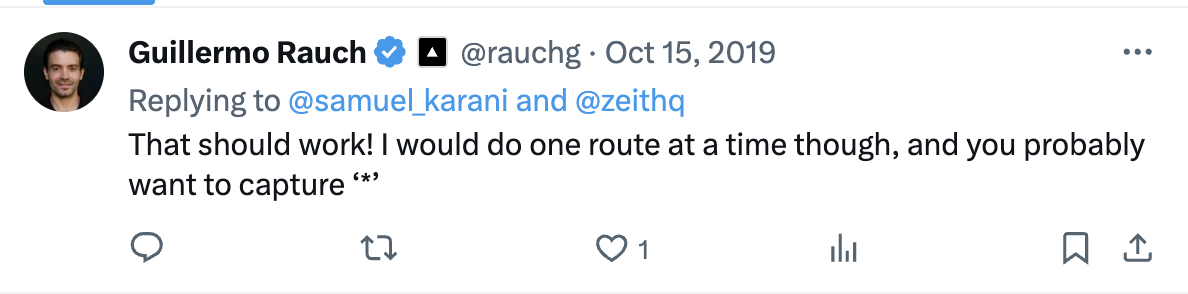 Guillermo Rauch @rauchg · Oct 15, 2019
Replying to @samuel_karani and @zeithq
That should work! I would do one route at a time though, and you probably
want to capture ‘*’
1